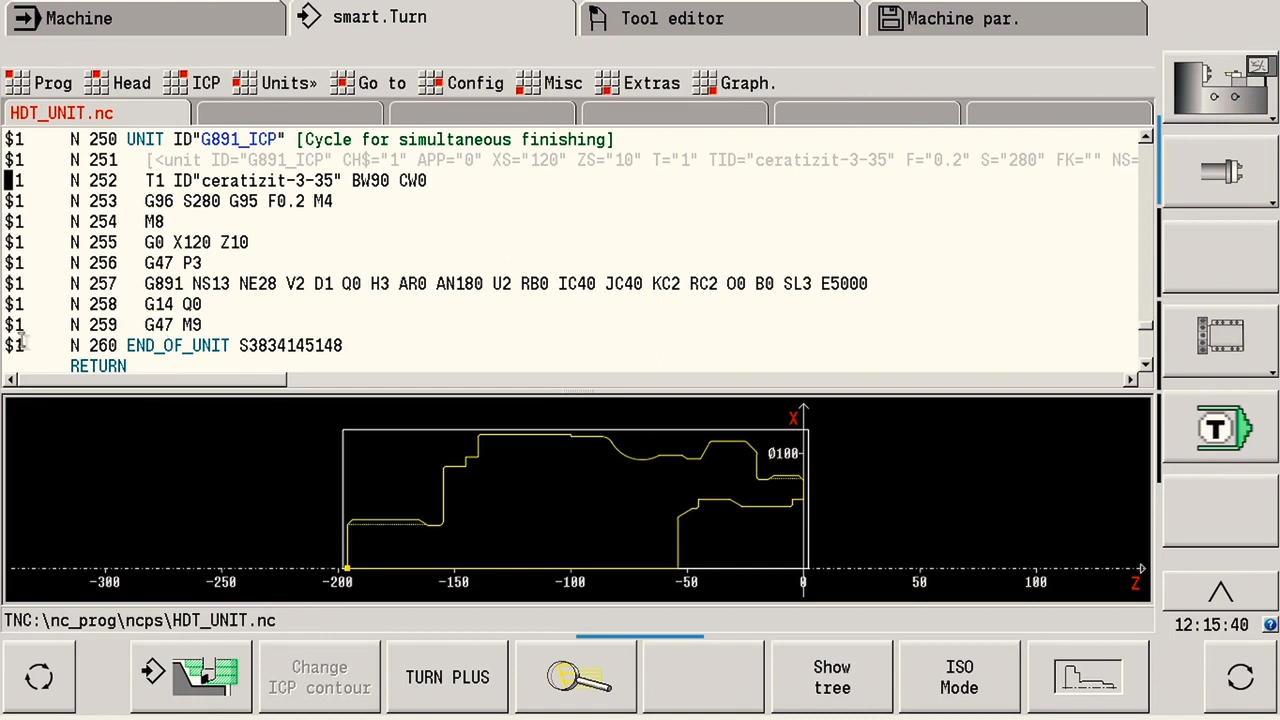 Machine
smart.Turn
Tool editor
Machine par.
Prog Head ICP Units» Go to Config Misc Extras Graph.
HDT_UNIT.nc
$1 N 250 UNIT ID"G891_ICP" [Cycle for simultaneous finishing]
$1 N 251 [<unit ID="G891_ICP" CH$="1" APP="0" XS="120" ZS="10" T="1" TID="ceratizit-3-35" F="0.2" S="280" FK="" NS=
1 N 252 T1 ID"ceratizit-3-35" BW90 CW0
$1 N 253 G96 S280 G95 F0.2 M4
$1 N 254 M8
$1 N 255 G0 X120 Z10
$1 N 256 G47 P3
$1 N 257 G891 NS13 NE28 V2 D1 Q0 H3 AR0 AN180 U2 RB0 IC40 JC40 KC2 RC2 O0 B0 SL3 E5000
$1 N 258 G14 Q0
$1 N 259 G47 M9
$1 N 260 END_OF_UNIT S3834145148
RETURN
X
Ø100
-300 -250 -200 -150 -100 -50 0 50 100
Z
TNC:\nc_prog\ncps\HDT_UNIT.nc
T
12:15:40 ?
Change
ICP contour
TURN PLUS
Show
tree
ISO
Mode